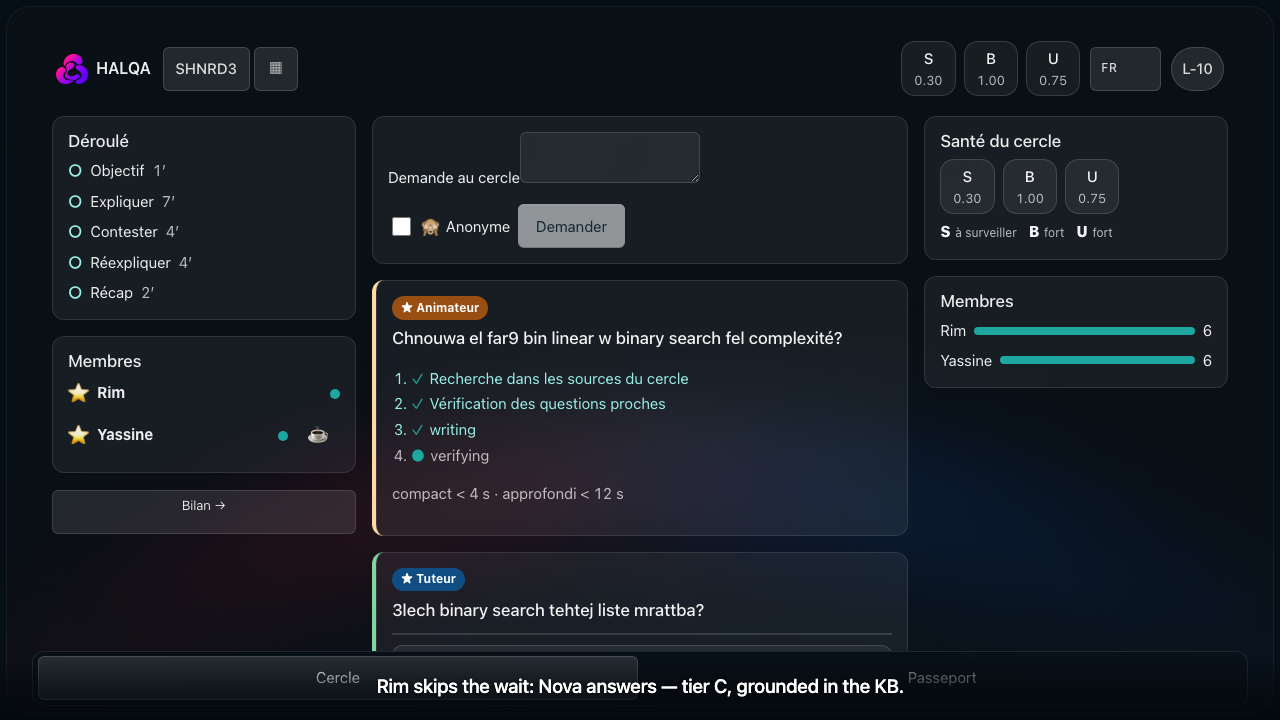 HALQA
SHNRD3
S
0.30
B
1.00
U
0.75
FR
L-10
Déroulé
Objectif 1′
Expliquer 7′
Contester 4′
Réexpliquer 4′
Récap 2′
Membres
Rim
Yassine
Bilan →
Demande au cercle
Anonyme
Demander
Animateur
Chnouwa el far9 bin linear w binary search fel complexité?
1. ✓ Recherche dans les sources du cercle
2. ✓ Vérification des questions proches
3. ✓ writing
4. verifying
compact < 4 s · approfondi < 12 s
Tuteur
3lech binary search tehtej liste mrattba?
Santé du cercle
S
0.30
B
1.00
U
0.75
S à surveiller B fort U fort
Membres
Rim 6
Yassine 6
Cercle
Passeport
Rim skips the wait: Nova answers — tier C, grounded in the KB.